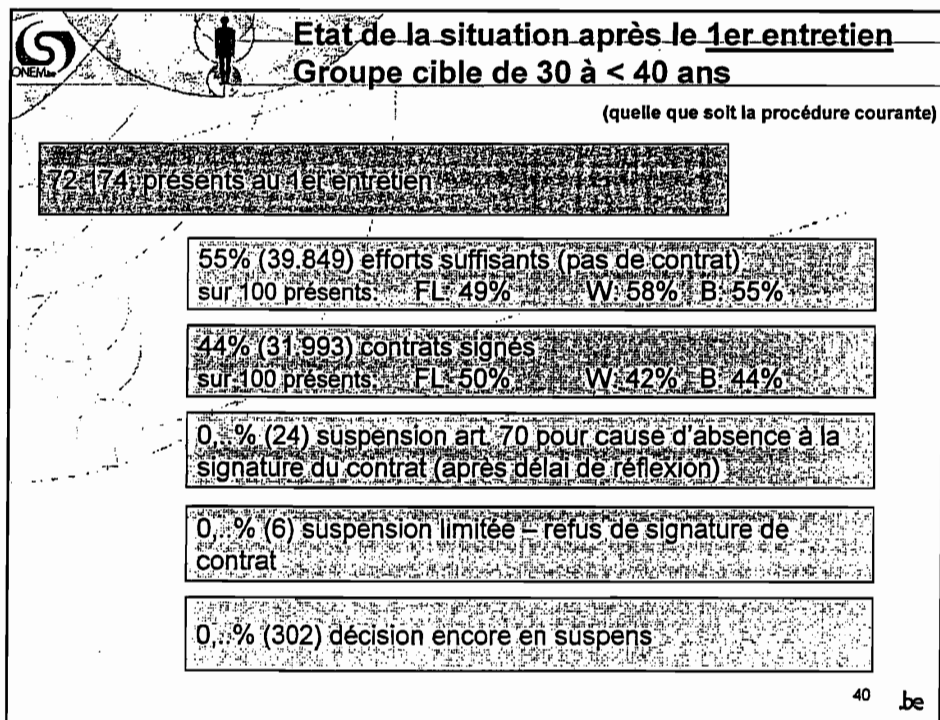 ONEM.be
Etat de la situation après le 1er entretien
Groupe cible de 30 à < 40 ans
(quelle que soit la procédure courante)
72.174 présents au 1er entretien
55% (39.849) efforts suffisants (pas de contrat)
sur 100 présents: FL: 49% W: 58% B: 55%
44% (31.993) contrats signés
sur 100 présents: FL: 50% W: 42% B: 44%
0,..% (24) suspension art. 70 pour cause d'absence à la
signature du contrat (après délai de réflexion)
0,..% (6) suspension limitée – refus de signature de
contrat
0,..% (302) décision encore en suspens
40
.be